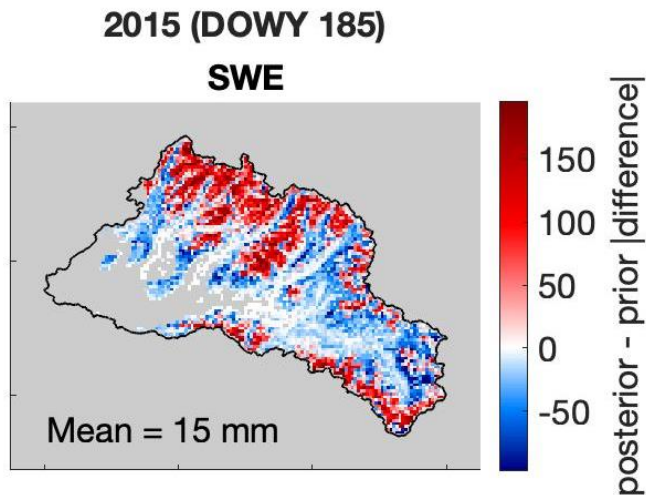 2015 (DOWY 185)
SWE
150
100
50
0
-50
posterior - prior |difference|
Mean = 15 mm